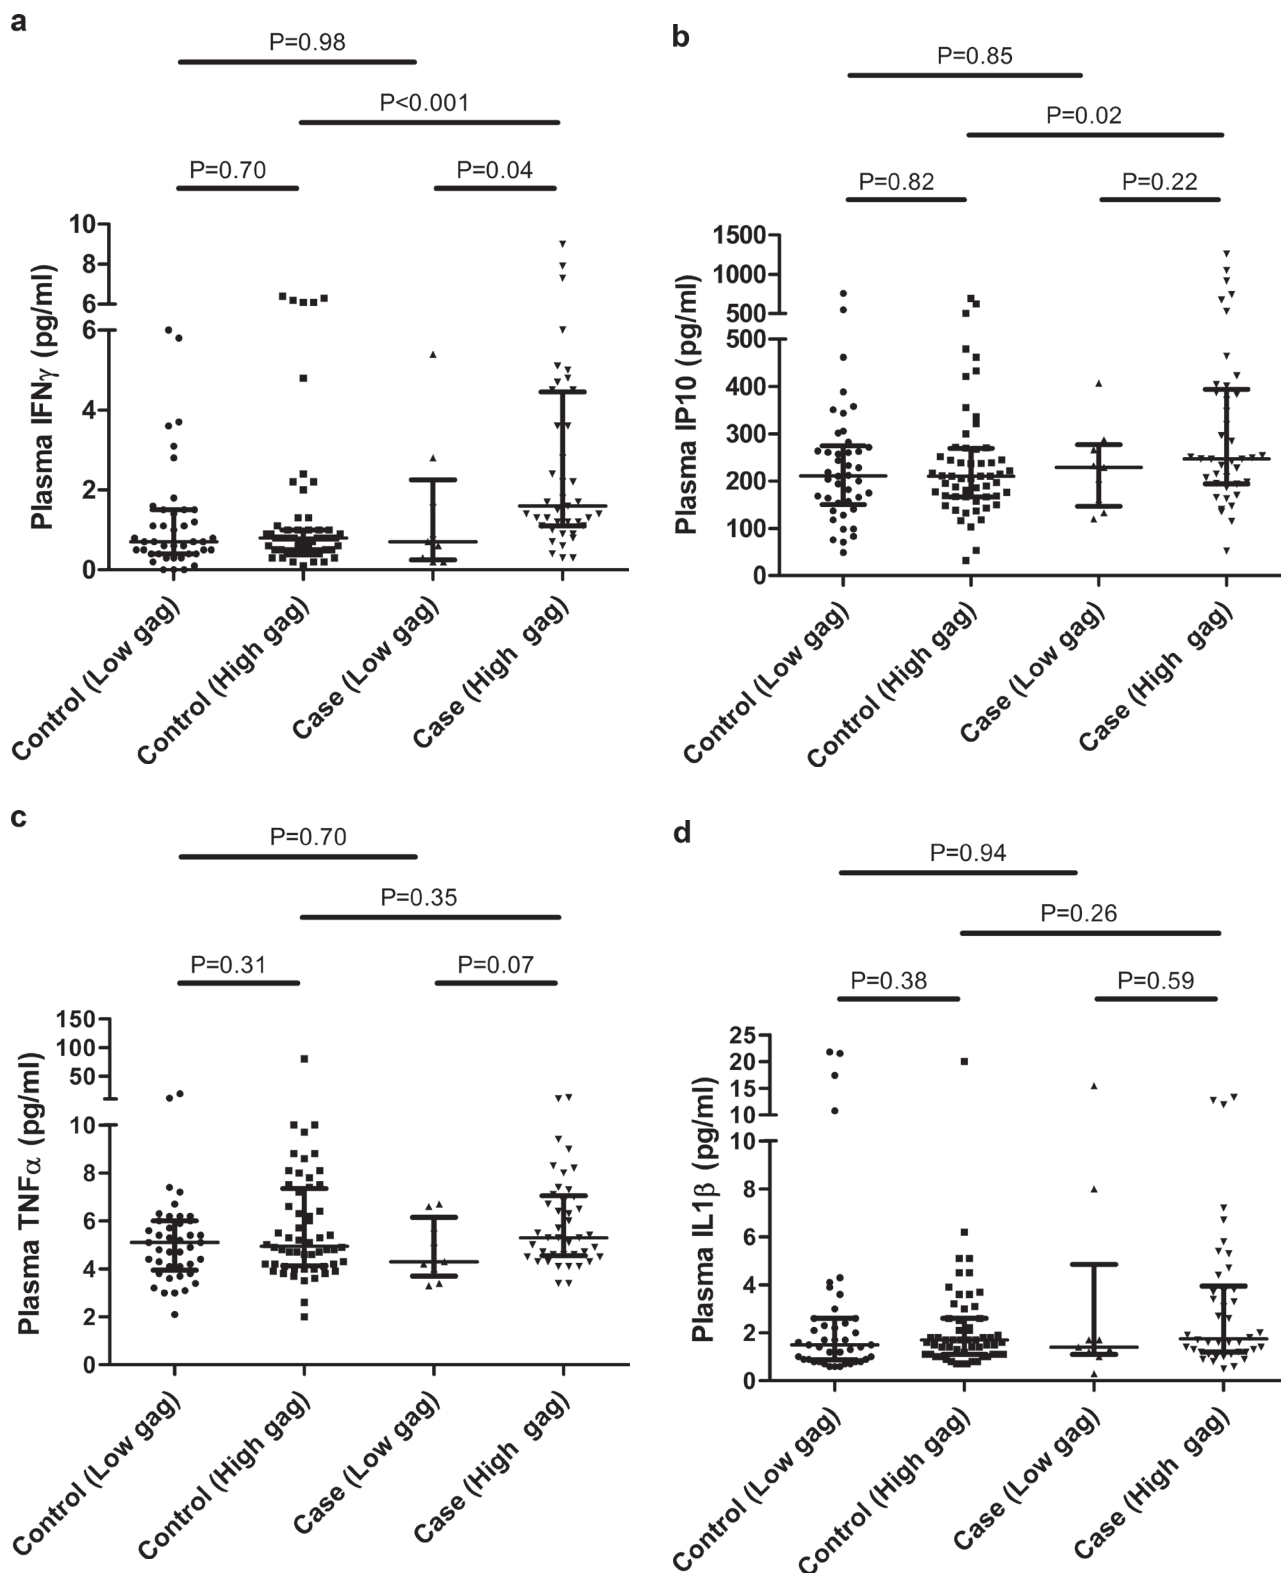 a
P=0.98
P<0.001
P=0.70
P=0.04
Plasma IFNγ (pg/ml)
10
8
6
6
4
2
0
Control (Low gag)
Control (High gag)
Case (Low gag)
Case (High gag)
b
P=0.85
P=0.02
P=0.82
P=0.22
Plasma IP10 (pg/ml)
1500
1000
500
500
400
300
200
100
0
Control (Low gag)
Control (High gag)
Case (Low gag)
Case (High gag)
c
P=0.70
P=0.35
P=0.31
P=0.07
Plasma TNFα (pg/ml)
150
100
50
10
8
6
4
2
0
Control (Low gag)
Control (High gag)
Case (Low gag)
Case (High gag)
d
P=0.94
P=0.26
P=0.38
P=0.59
Plasma IL1β (pg/ml)
25
20
15
10
10
8
6
4
2
0
Control (Low gag)
Control (High gag)
Case (Low gag)
Case (High gag)